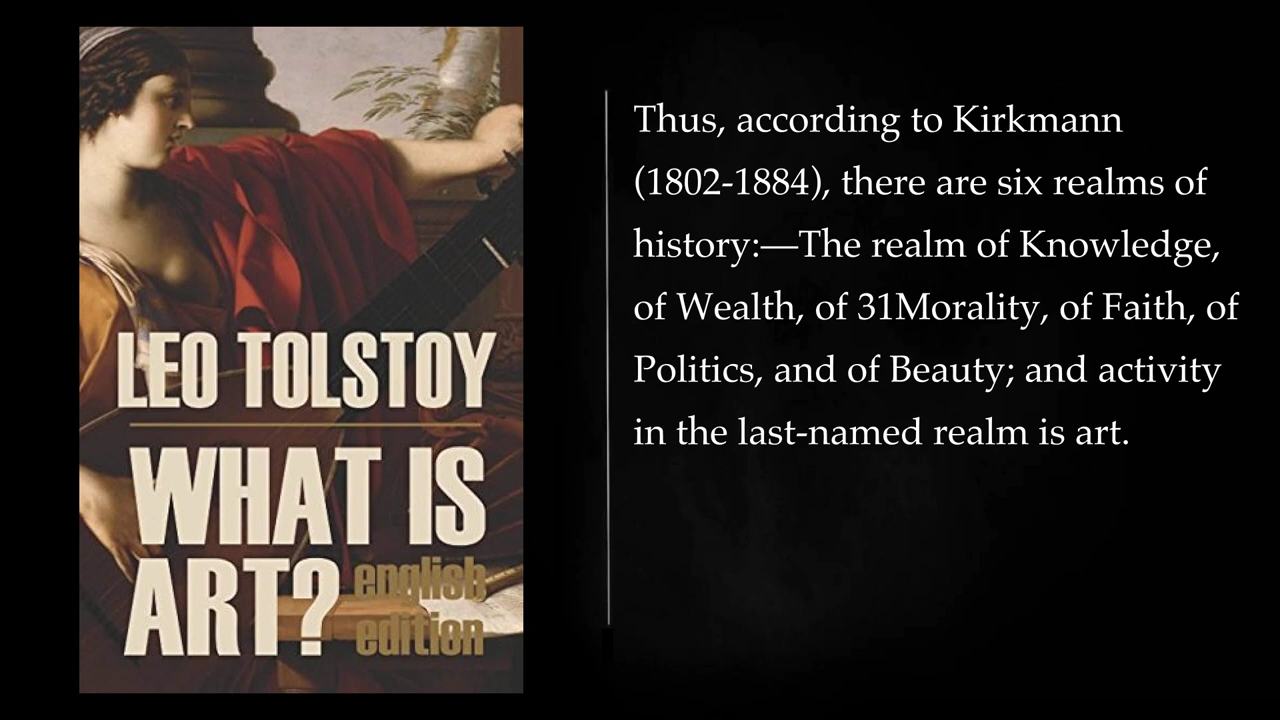 LEO TOLSTOY
WHAT IS
ART?
english
edition
Thus, according to Kirkmann
(1802-1884), there are six realms of
history:—The realm of Knowledge,
of Wealth, of 31Morality, of Faith, of
Politics, and of Beauty; and activity
in the last-named realm is art.